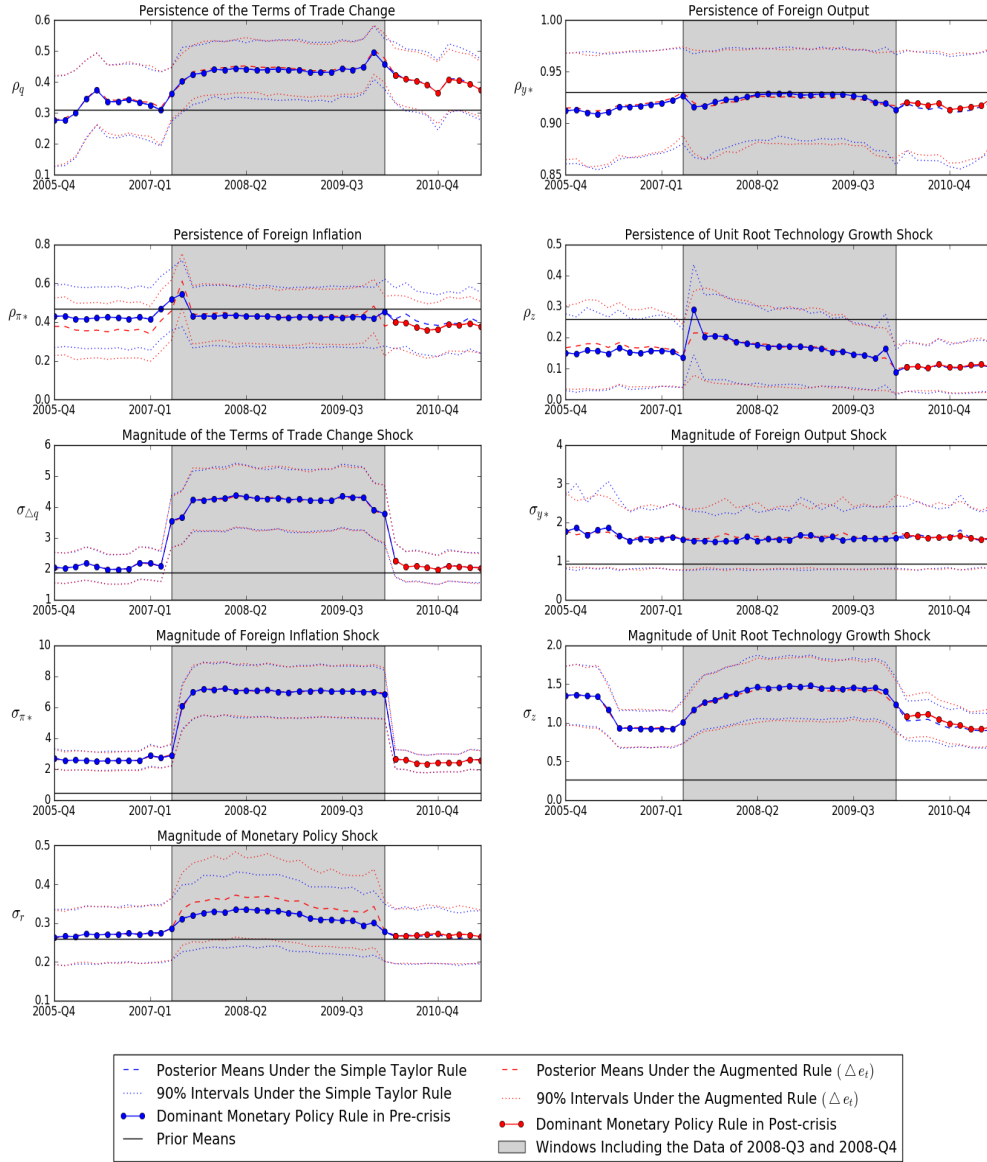 Persistence of the Terms of Trade Change
ρq
0.6
0.5
0.4
0.3
0.2
0.1
2005-Q4 2007-Q1 2008-Q2 2009-Q3 2010-Q4
Persistence of Foreign Output
ρy*
1.00
0.95
0.90
0.85
2005-Q4 2007-Q1 2008-Q2 2009-Q3 2010-Q4
Persistence of Foreign Inflation
ρπ*
0.8
0.6
0.4
0.2
0.0
2005-Q4 2007-Q1 2008-Q2 2009-Q3 2010-Q4
Persistence of Unit Root Technology Growth Shock
ρz
0.5
0.4
0.3
0.2
0.1
0.0
2005-Q4 2007-Q1 2008-Q2 2009-Q3 2010-Q4
Magnitude of the Terms of Trade Change Shock
σ△q
6
5
4
3
2
1
2005-Q4 2007-Q1 2008-Q2 2009-Q3 2010-Q4
Magnitude of Foreign Output Shock
σy*
4
3
2
1
0
2005-Q4 2007-Q1 2008-Q2 2009-Q3 2010-Q4
Magnitude of Foreign Inflation Shock
σπ*
10
8
6
4
2
0
2005-Q4 2007-Q1 2008-Q2 2009-Q3 2010-Q4
Magnitude of Unit Root Technology Growth Shock
σz
2.0
1.5
1.0
0.5
0.0
2005-Q4 2007-Q1 2008-Q2 2009-Q3 2010-Q4
Magnitude of Monetary Policy Shock
σr
0.5
0.4
0.3
0.2
0.1
2005-Q4 2007-Q1 2008-Q2 2009-Q3 2010-Q4
Posterior Means Under the Simple Taylor Rule
90% Intervals Under the Simple Taylor Rule
Dominant Monetary Policy Rule in Pre-crisis
Prior Means
Posterior Means Under the Augmented Rule (△et)
90% Intervals Under the Augmented Rule (△et)
Dominant Monetary Policy Rule in Post-crisis
Windows Including the Data of 2008-Q3 and 2008-Q4